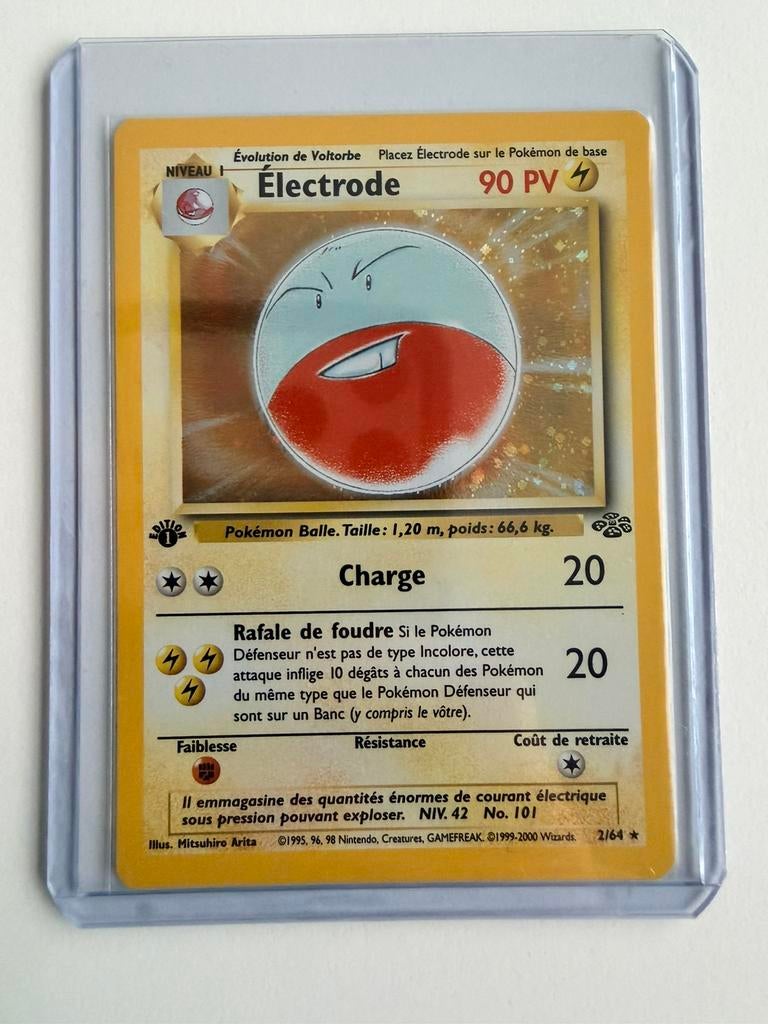 Évolution de Voltorbe Placez Électrode sur le Pokémon de base
NIVEAU 1
Électrode 90 PV
EDITION 1
Pokémon Balle. Taille: 1,20 m, poids: 66,6 kg.
Charge 20
Rafale de foudre Si le Pokémon
Défenseur n'est pas de type Incolore, cette
attaque inflige 10 dégâts à chacun des Pokémon
du même type que le Pokémon Défenseur qui
sont sur un Banc (y compris le vôtre).
20
Faiblesse Résistance Coût de retraite
Il emmagasine des quantités énormes de courant électrique
sous pression pouvant exploser. NIV. 42 No. 101
Illus. Mitsuhiro Arita ©1995, 96, 98 Nintendo, Creatures, GAMEFREAK. ©1999-2000 Wizards. 2/64 ★